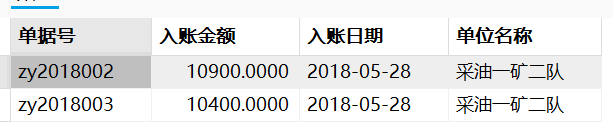 单据号 入账金额 入账日期 单位名称
zy2018002 10900.0000 2018-05-28 采油一矿二队
zy2018003 10400.0000 2018-05-28 采油一矿二队